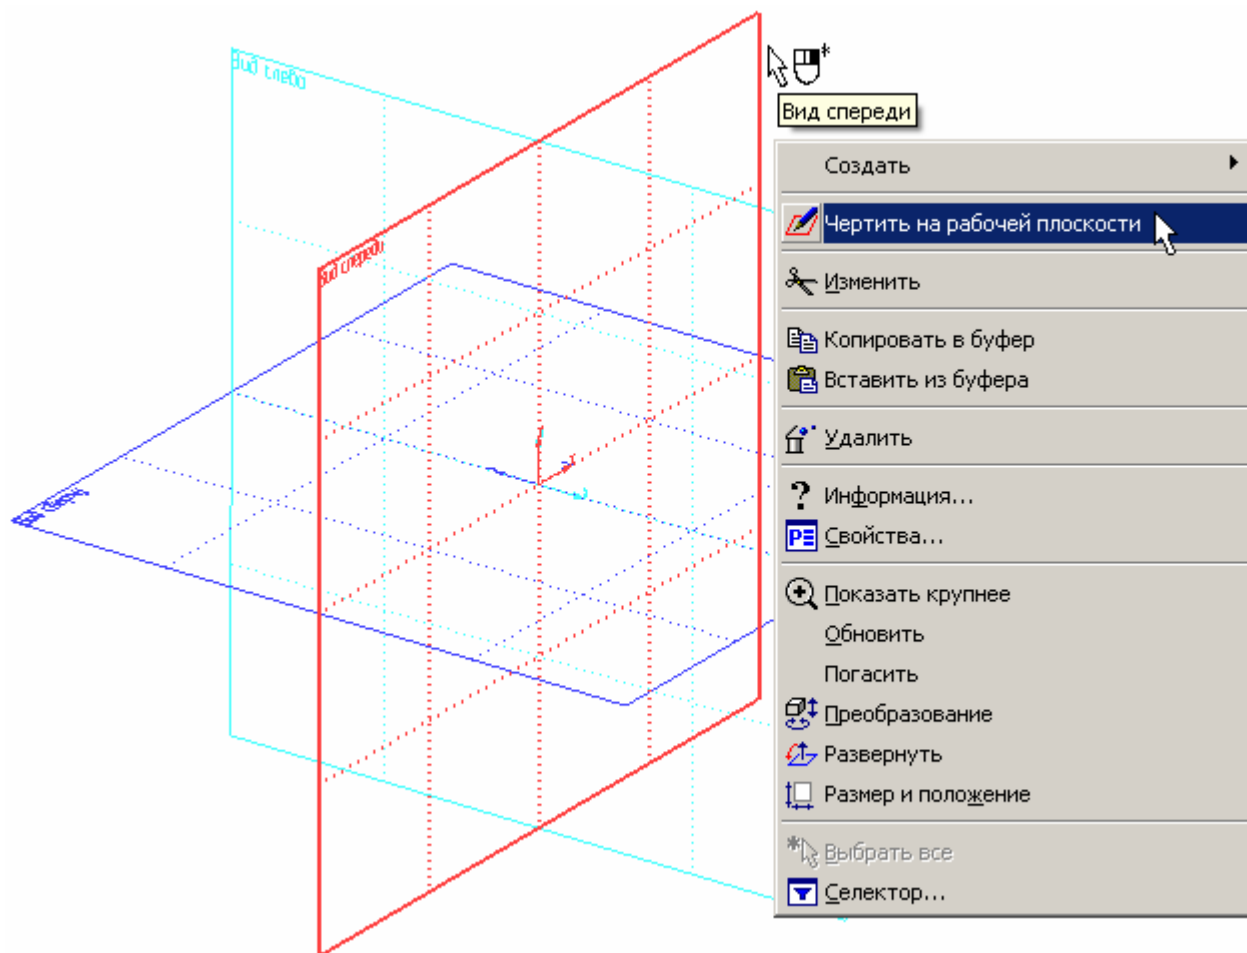 Вид слева
Вид спереди
Вид спереди
Создать
Чертить на рабочей плоскости
Изменить
Копировать в буфер
Вставить из буфера
Удалить
Информация...
Свойства...
Показать крупнее
Обновить
Погасить
Преобразование
Развернуть
Размер и положение
Выбрать все
Селектор...